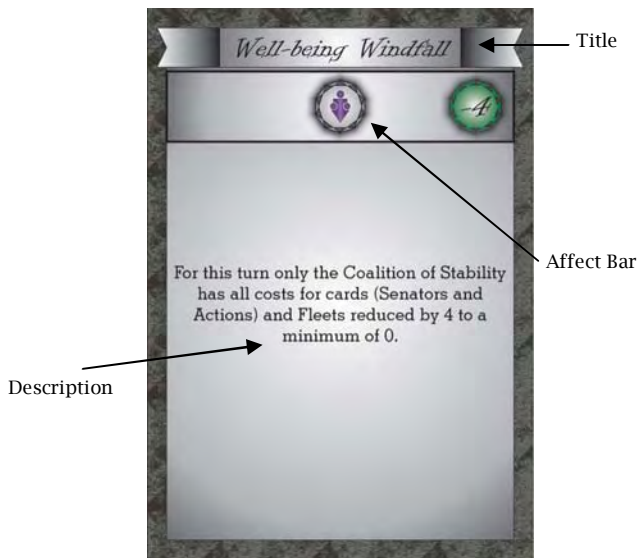 Well-being Windfall
Title
-4
Affect Bar
For this turn only the Coalition of Stability
has all costs for cards (Senators and
Actions) and Fleets reduced by 4 to a
minimum of 0.
Description